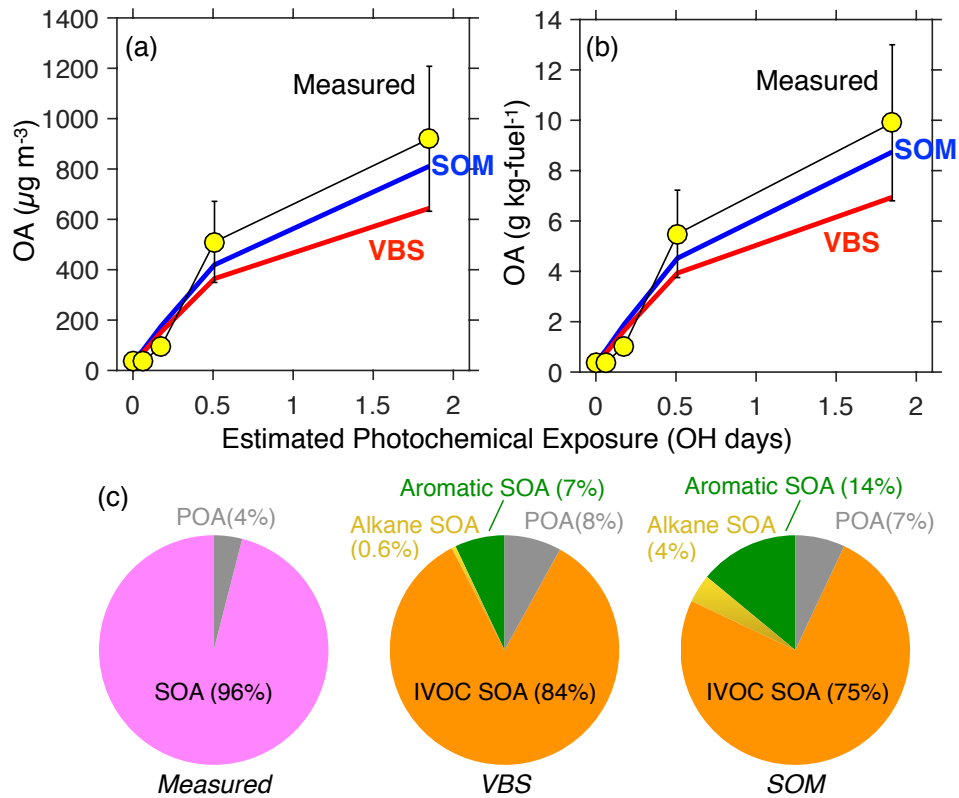 (a)
1400
1200
1000
800
600
400
200
0
OA (µg m-3)
Measured
SOM
VBS
0 0.5 1 1.5 2
(b)
14
12
10
8
6
4
2
0
OA (g kg-fuel-1)
Measured
SOM
VBS
0 0.5 1 1.5 2
Estimated Photochemical Exposure (OH days)
(c)
POA(4%)
SOA (96%)
Measured
Aromatic SOA (7%)
Alkane SOA
(0.6%)
POA(8%)
IVOC SOA (84%)
VBS
Aromatic SOA (14%)
Alkane SOA
(4%)
POA(7%)
IVOC SOA (75%)
SOM